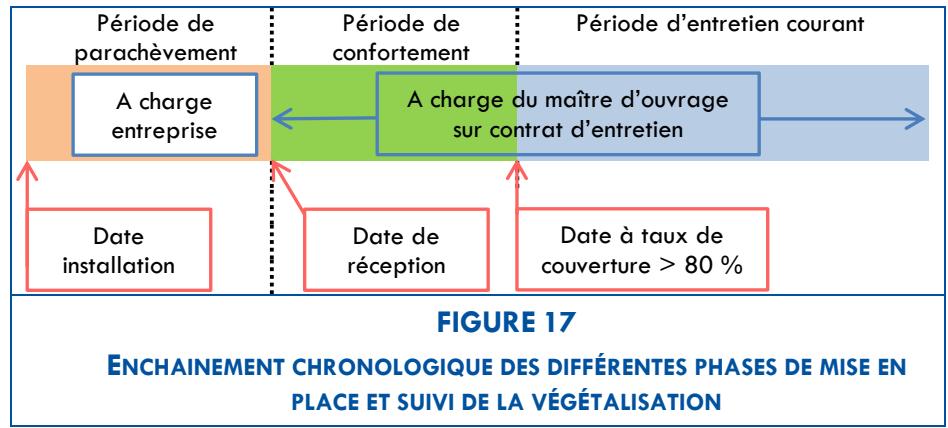 Période de
parachèvement
Période de
confortement
Période d'entretien courant
A charge
entreprise
A charge du maître d'ouvrage
sur contrat d'entretien
Date
installation
Date de
réception
Date à taux de
couverture > 80 %
FIGURE 17
ENCHAINEMENT CHRONOLOGIQUE DES DIFFÉRENTES PHASES DE MISE EN
PLACE ET SUIVI DE LA VÉGÉTALISATION